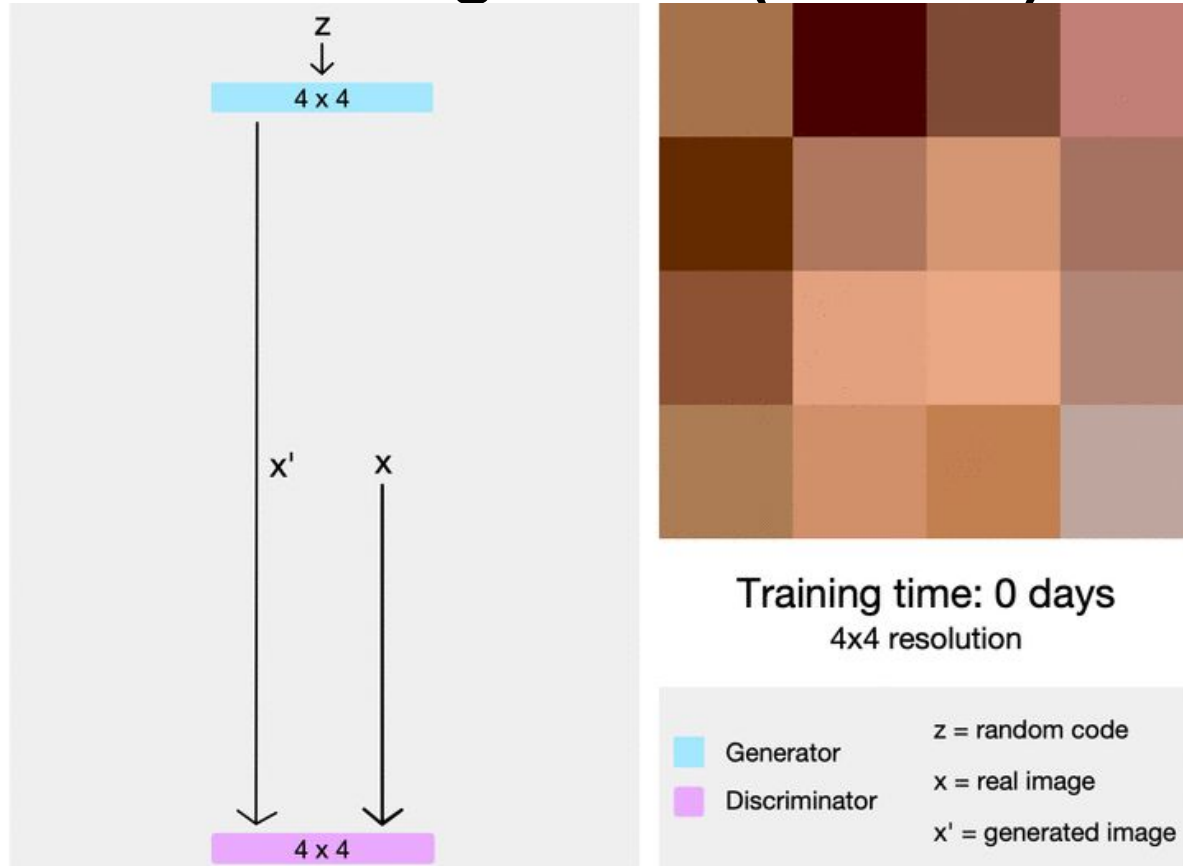 z
4 x 4
x'
x
4 x 4
Training time: 0 days
4x4 resolution
Generator
Discriminator
z = random code
x = real image
x' = generated image